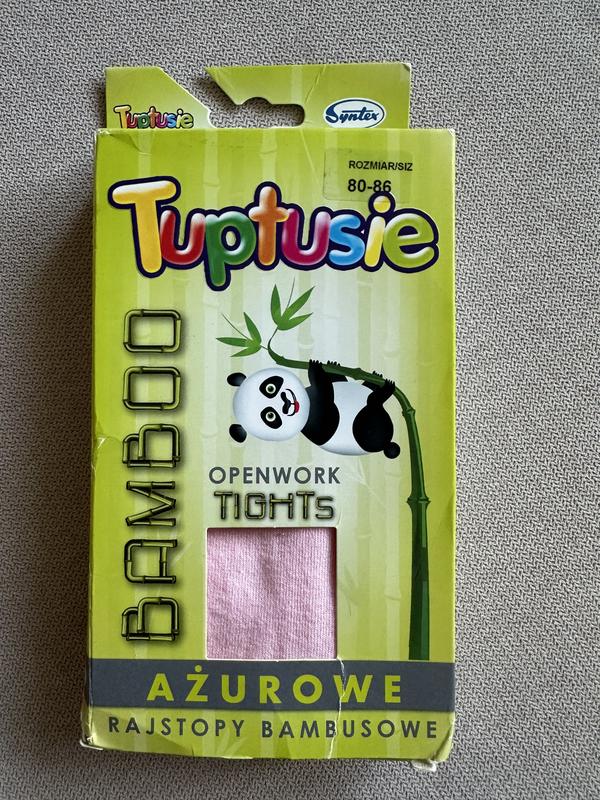 Tuptusie
Syntex
ROZMIAR/SIZ
80-86
Tuptusie
BAMBOO
OPENWORK
TIGHTS
AŻUROWE
RAJSTOPY BAMBUSOWE